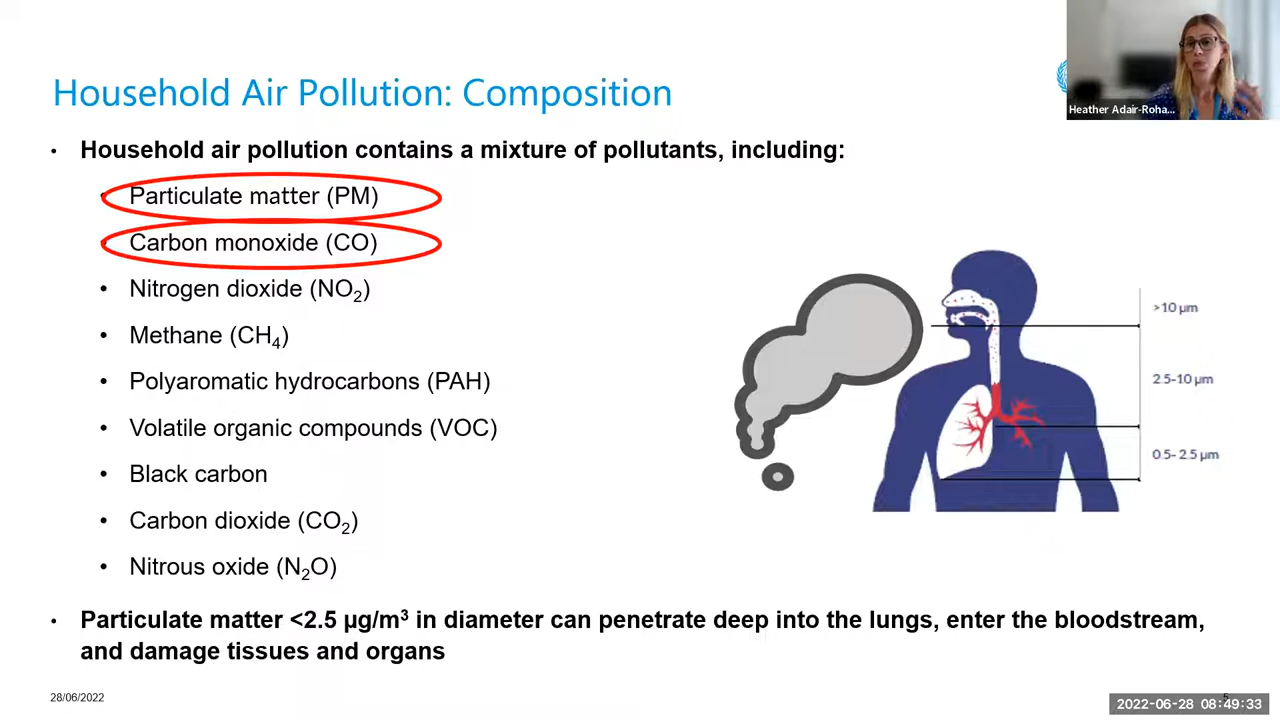 Household Air Pollution: Composition
Heather Adair-Roha...
• Household air pollution contains a mixture of pollutants, including:
• Particulate matter (PM)
• Carbon monoxide (CO)
• Nitrogen dioxide (NO₂)
• Methane (CH₄)
• Polyaromatic hydrocarbons (PAH)
• Volatile organic compounds (VOC)
• Black carbon
• Carbon dioxide (CO₂)
• Nitrous oxide (N₂O)
>10 µm
2.5-10 µm
0.5- 2.5 µm
• Particulate matter <2.5 µg/m³ in diameter can penetrate deep into the lungs, enter the bloodstream,
and damage tissues and organs
28/06/2022
5
2022-06-28 08:49:33